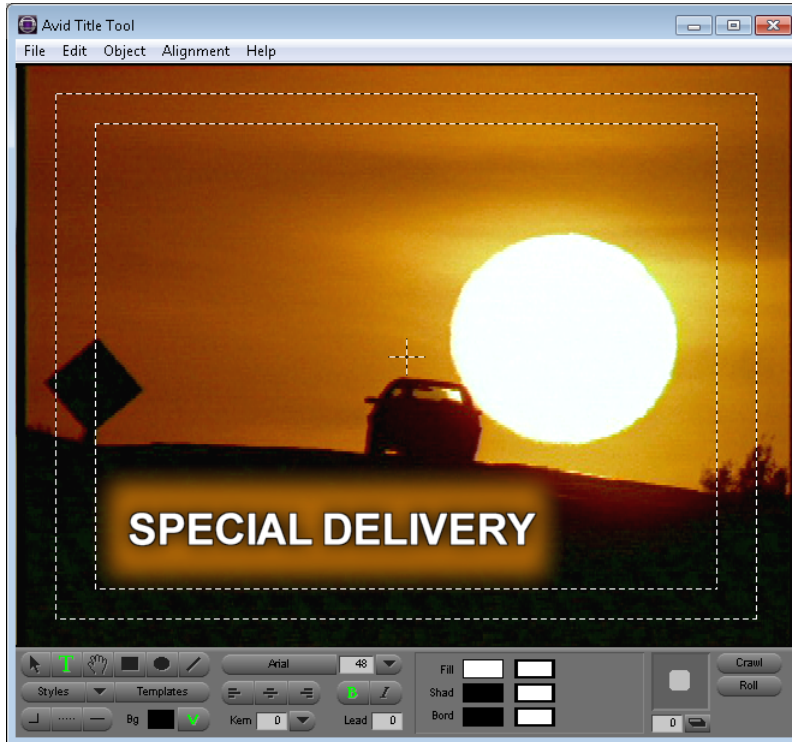 Avid Title Tool
File Edit Object Alignment Help
SPECIAL DELIVERY
T Arial 48 Fill Crawl
Styles Templates B I Shad Roll
Bg V Kern 0 Lead 0 Bord 0